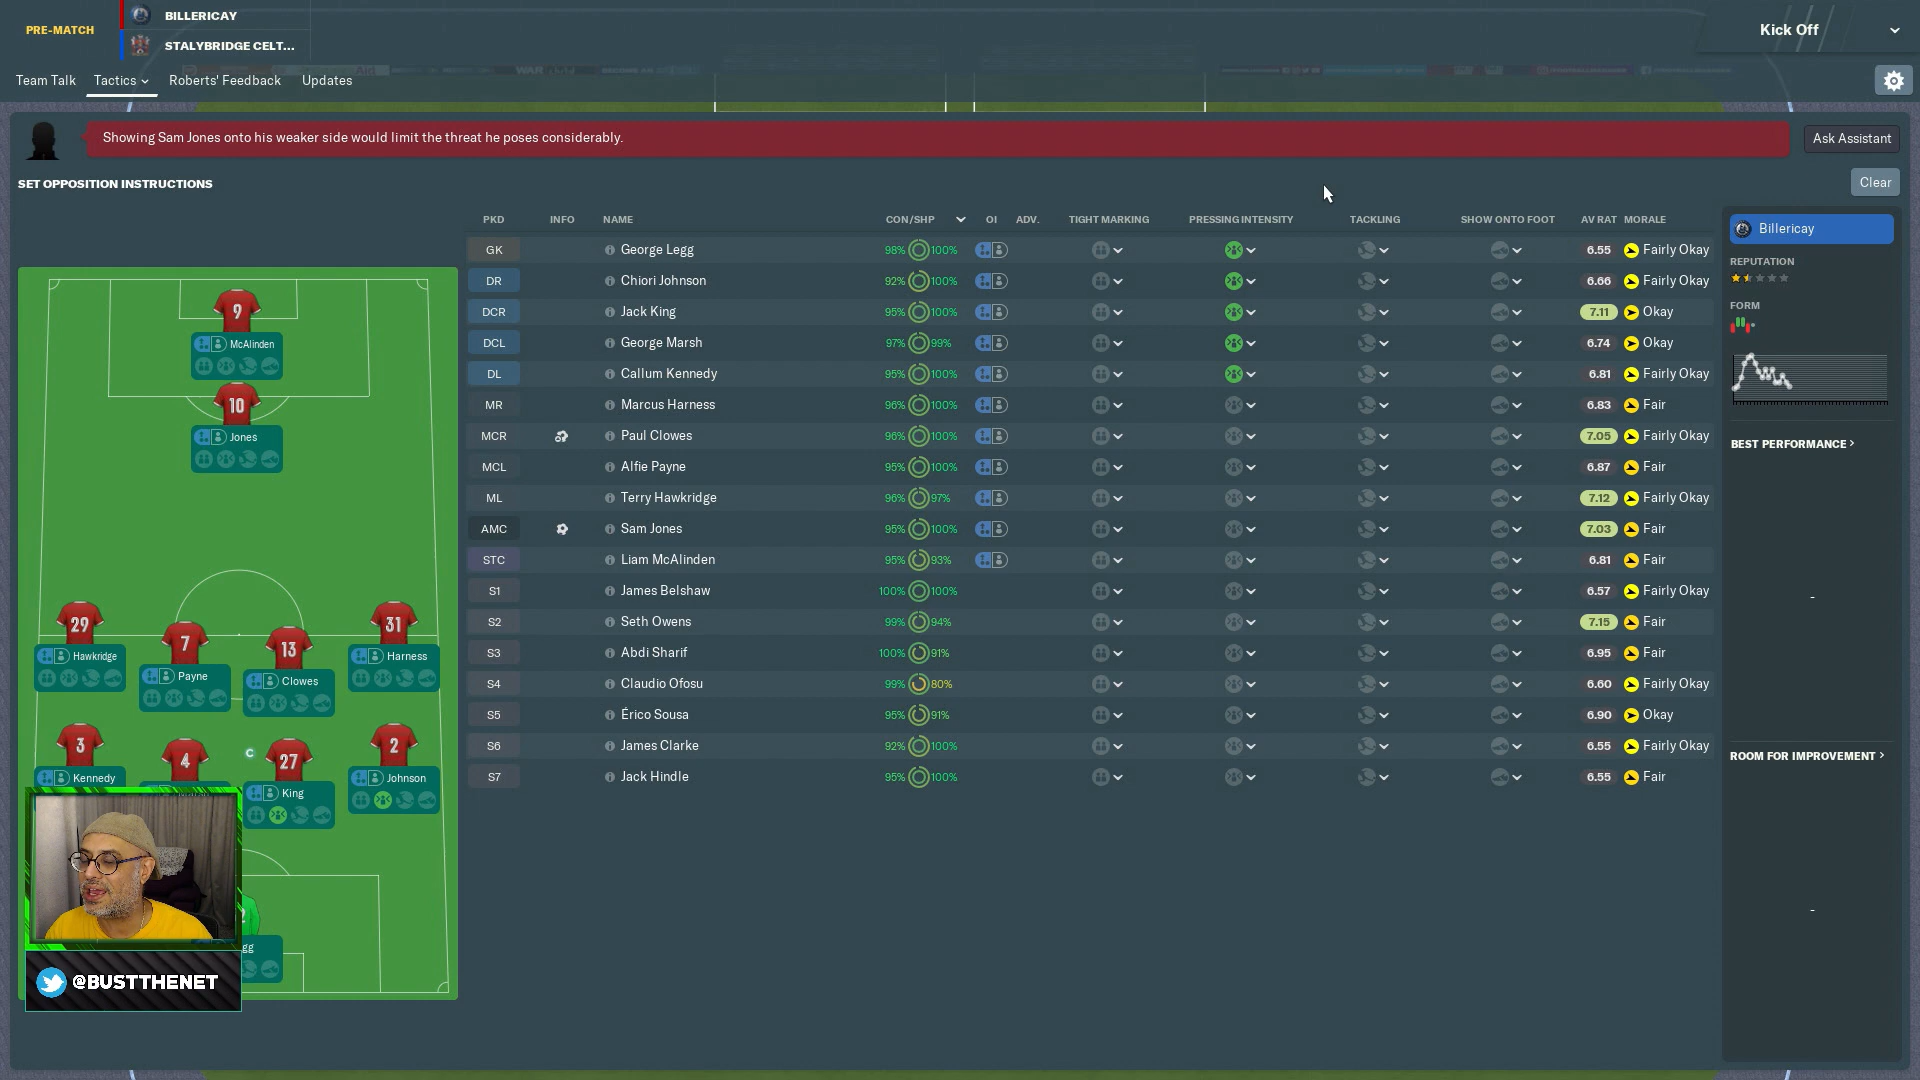 PRE-MATCH
BILLERICAY
STALYBRIDGE CELT...
Kick Off
Team Talk Tactics Roberts' Feedback Updates
Showing Sam Jones onto his weaker side would limit the threat he poses considerably.
Ask Assistant
SET OPPOSITION INSTRUCTIONS
Clear
PKD INFO NAME CON/SHP OI ADV. TIGHT MARKING PRESSING INTENSITY TACKLING SHOW ONTO FOOT AV RAT MORALE
GK George Legg 98% 100% 6.55 Fairly Okay
DR Chiori Johnson 92% 100% 6.66 Fairly Okay
DCR Jack King 95% 100% 7.11 Okay
DCL George Marsh 97% 99% 6.74 Okay
DL Callum Kennedy 95% 100% 6.81 Fairly Okay
MR Marcus Harness 96% 100% 6.83 Fair
MCR Paul Clowes 96% 100% 7.05 Fairly Okay
MCL Alfie Payne 95% 100% 6.87 Fair
ML Terry Hawkridge 96% 97% 7.12 Fairly Okay
AMC Sam Jones 95% 100% 7.03 Fair
STC Liam McAlinden 95% 93% 6.81 Fair
S1 James Belshaw 100% 100% 6.57 Fairly Okay
S2 Seth Owens 99% 94% 7.15 Fair
S3 Abdi Sharif 100% 91% 6.95 Fair
S4 Claudio Ofosu 99% 80% 6.60 Fairly Okay
S5 Érico Sousa 95% 91% 6.90 Okay
S6 James Clarke 92% 100% 6.55 Fairly Okay
S7 Jack Hindle 95% 100% 6.55 Fair
9
McAlinden
10
Jones
29
Hawkridge
7
Payne
13
Clowes
31
Harness
3
Kennedy
4
C
27
King
2
Johnson
gg
@BUSTTHENET
Billericay
REPUTATION
FORM
BEST PERFORMANCE >
-
ROOM FOR IMPROVEMENT >
-